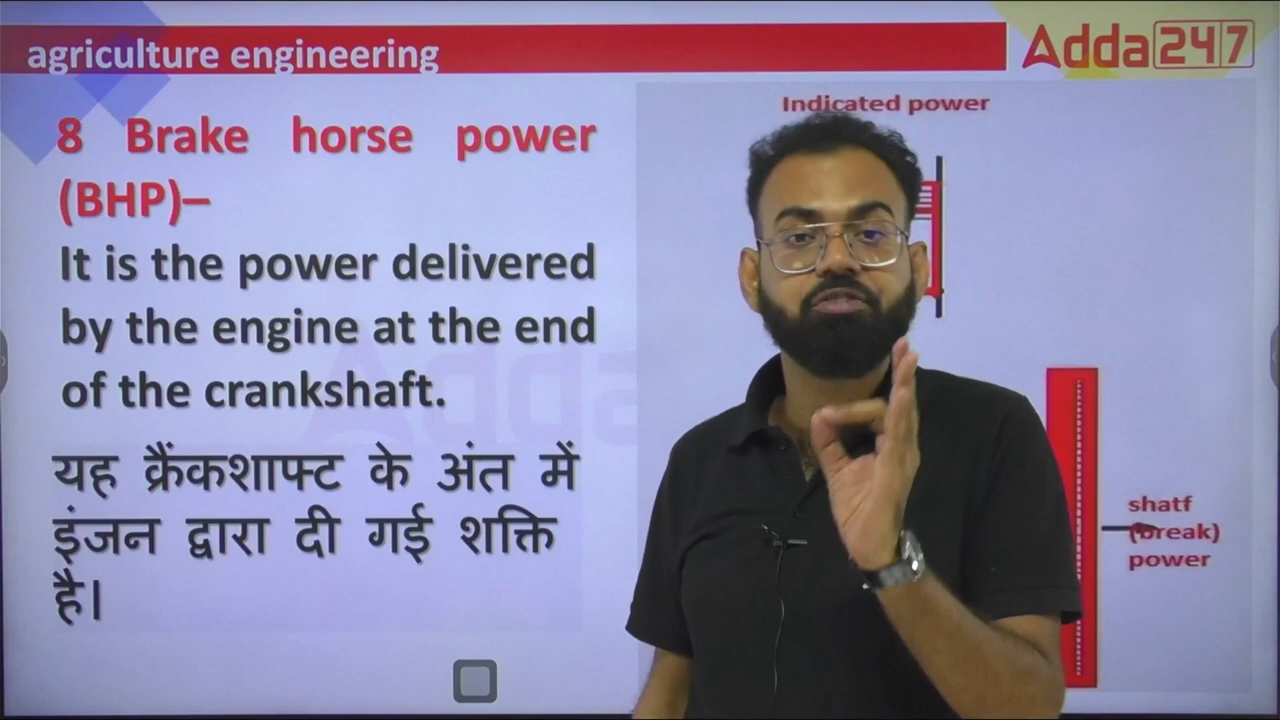 agriculture engineering
Adda247
8 Brake horse power
(BHP)–
It is the power delivered
by the engine at the end
of the crankshaft.
यह क्रैंकशाफ्ट के अंत में
इंजन द्वारा दी गई शक्ति
है।
Indicated power
shatf
(break)
power
Adda